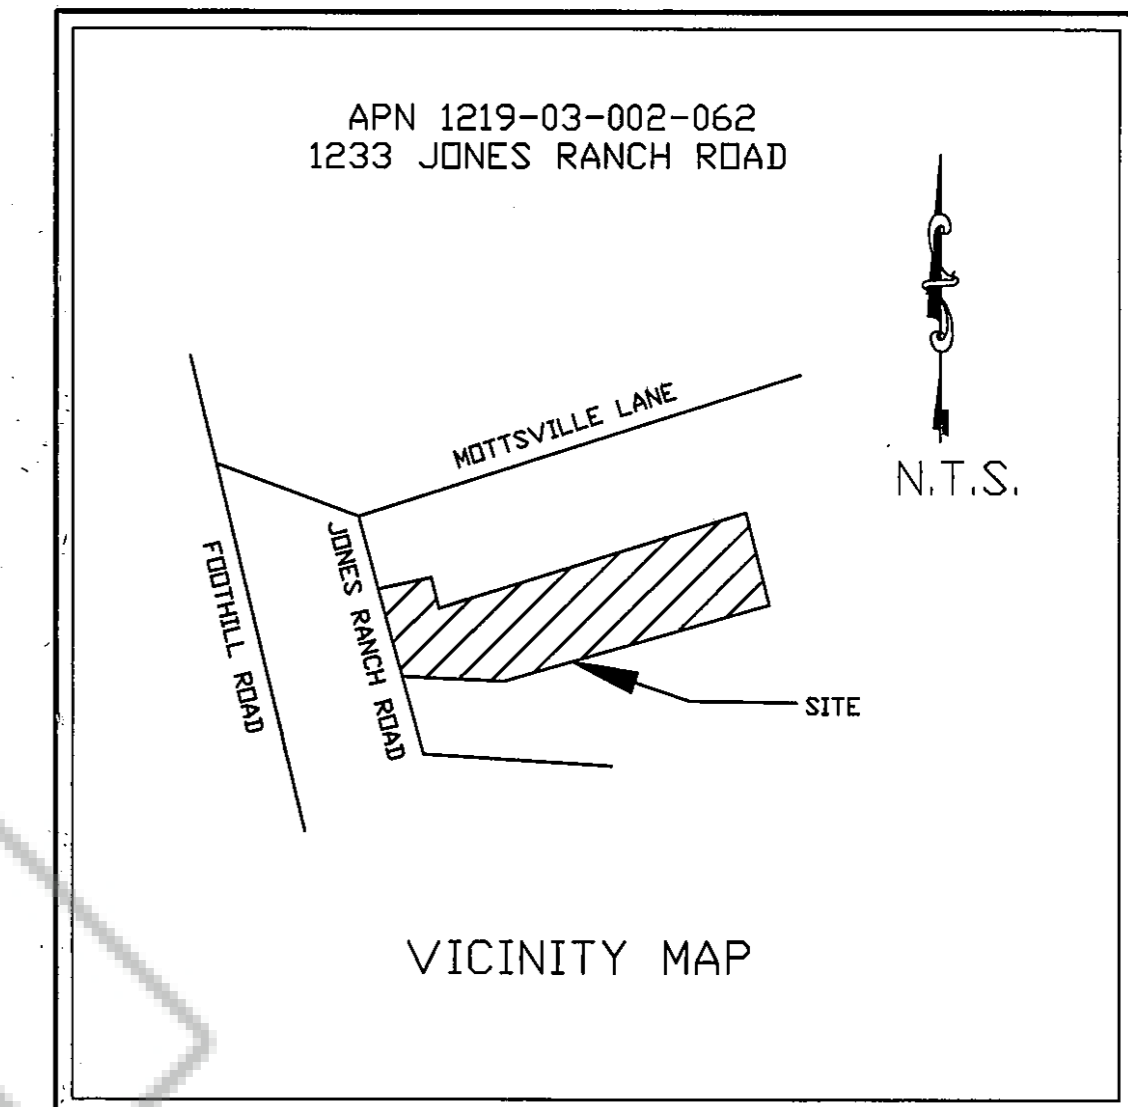 APN 1219-03-002-062
1233 JONES RANCH ROAD
MOTTSVILLE LANE
N.T.S.
JONES RANCH ROAD
FOOTHILL ROAD
SITE
VICINITY MAP